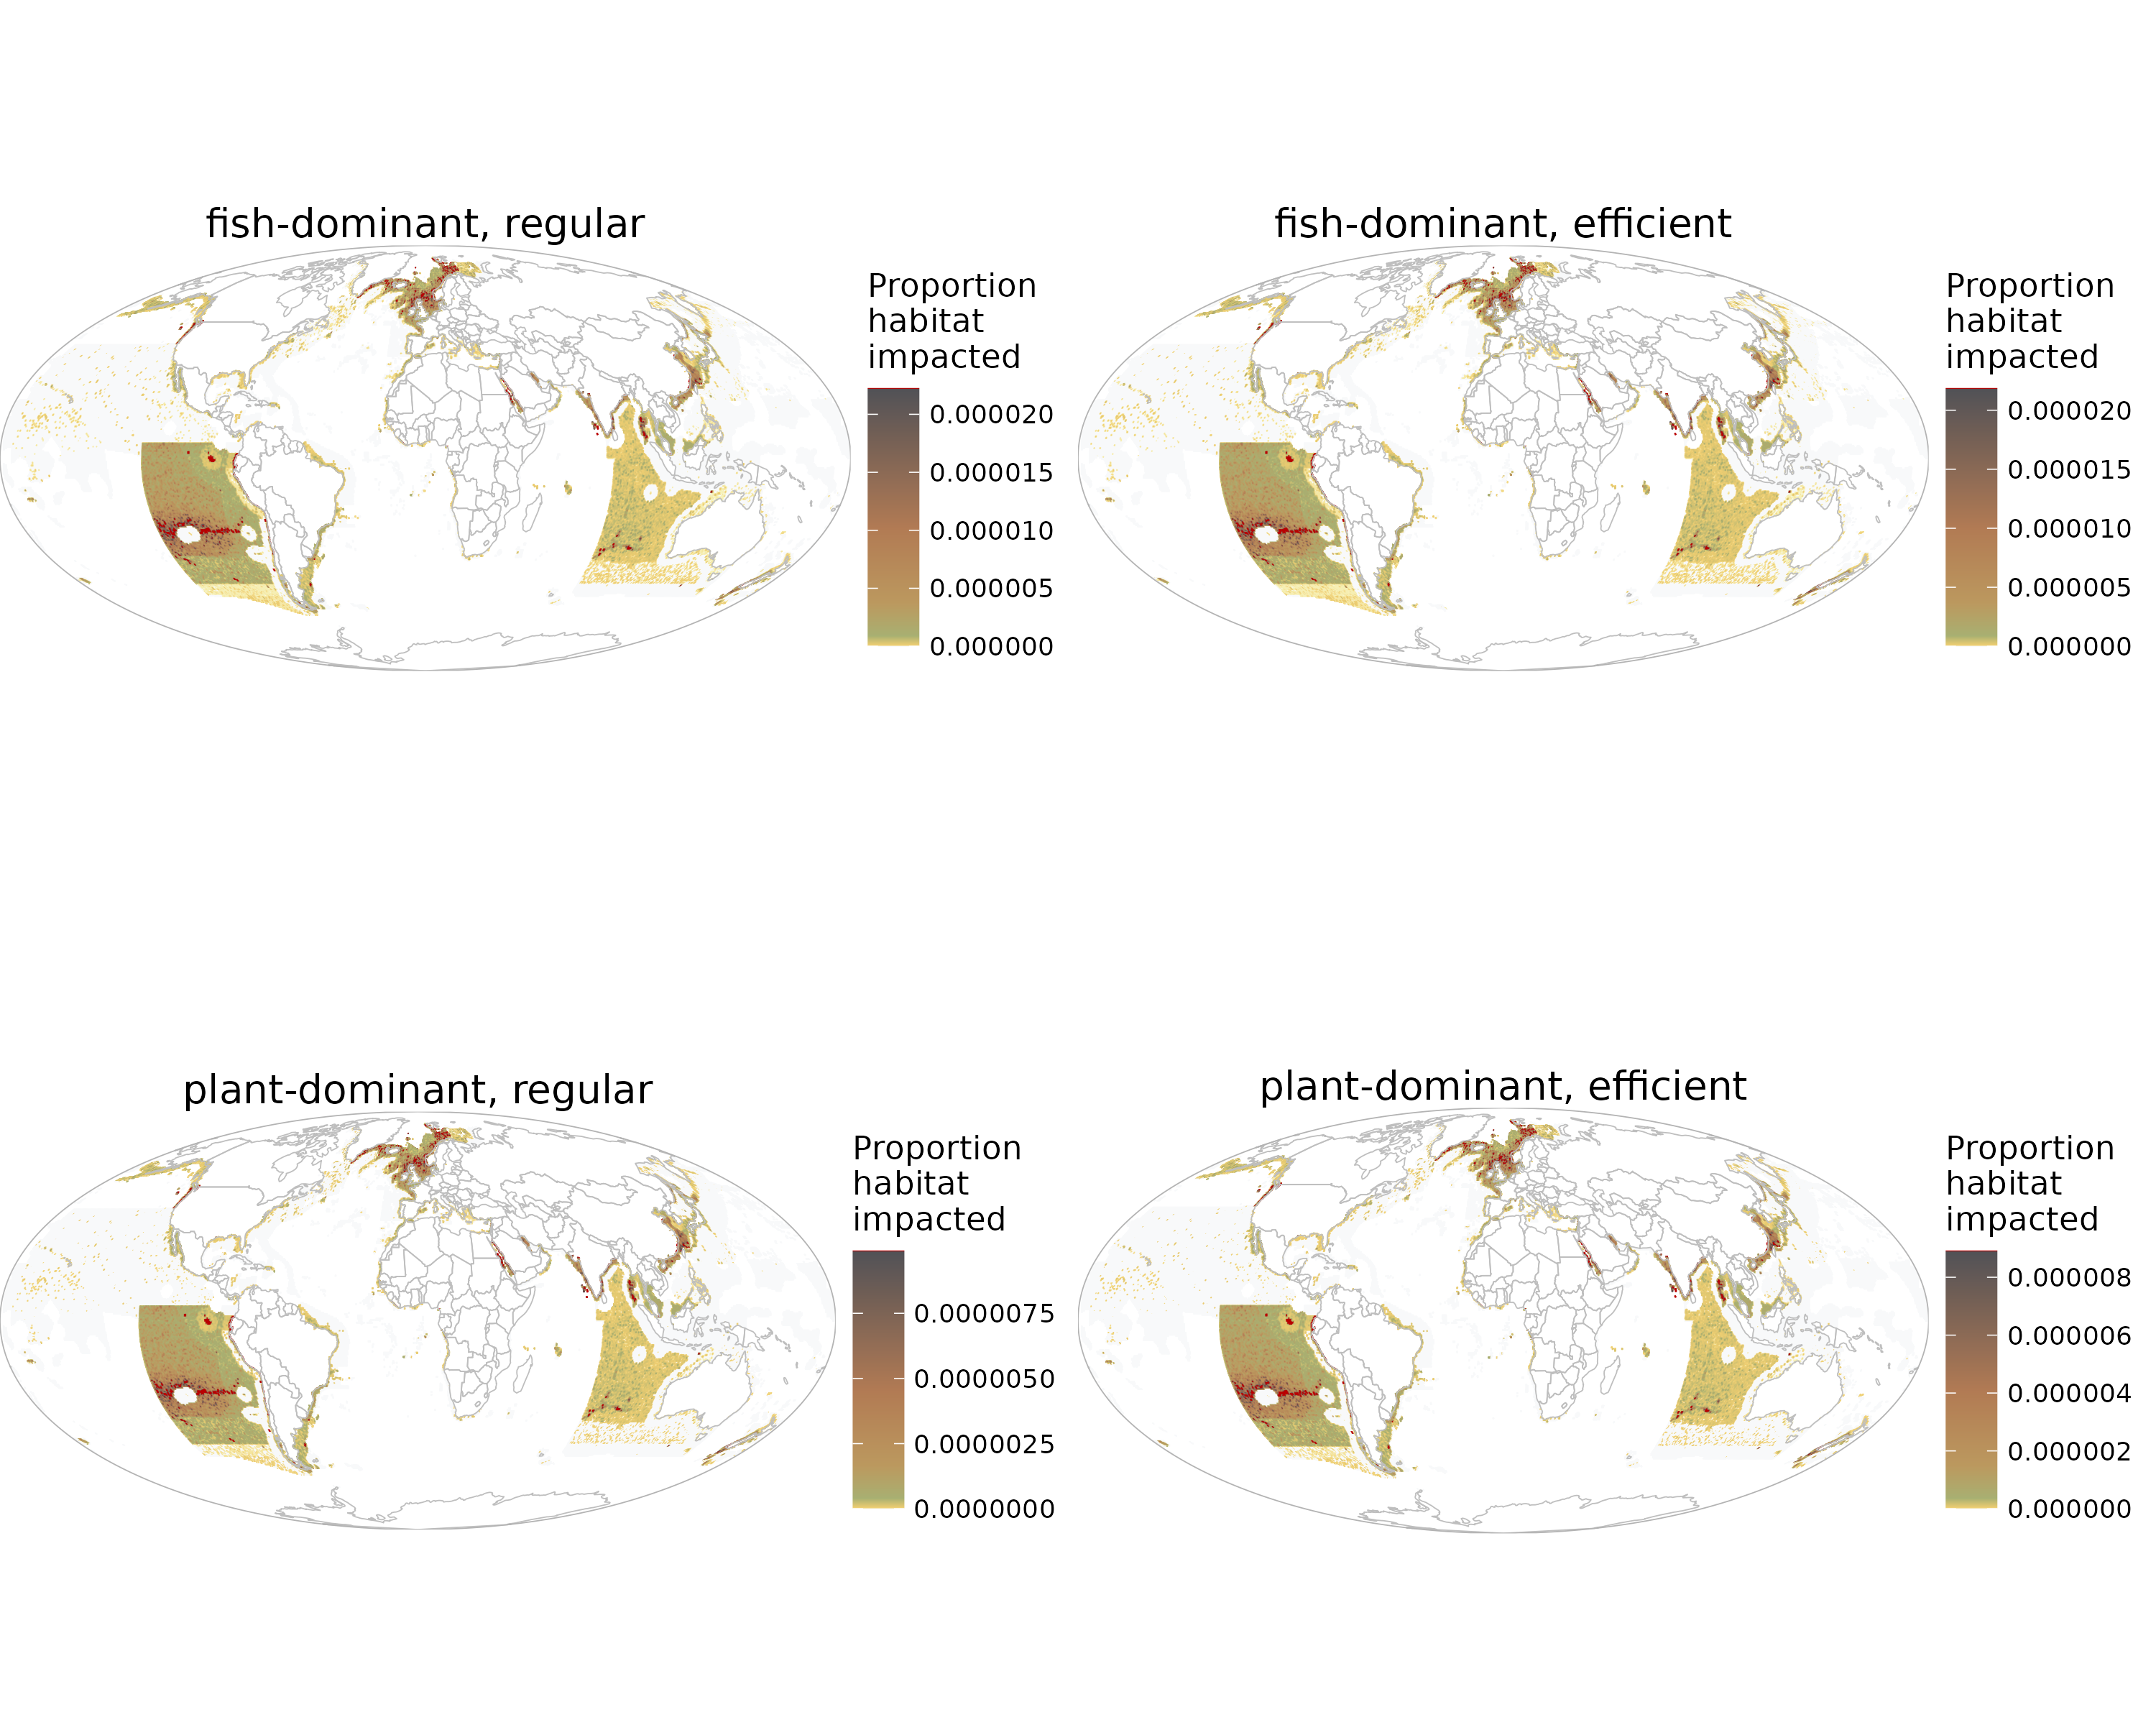 fish-dominant, regular
Proportion
habitat
impacted
0.000020
0.000015
0.000010
0.000005
0.000000
fish-dominant, efficient
Proportion
habitat
impacted
0.000020
0.000015
0.000010
0.000005
0.000000
plant-dominant, regular
Proportion
habitat
impacted
0.0000075
0.0000050
0.0000025
0.0000000
plant-dominant, efficient
Proportion
habitat
impacted
0.000008
0.000006
0.000004
0.000002
0.000000